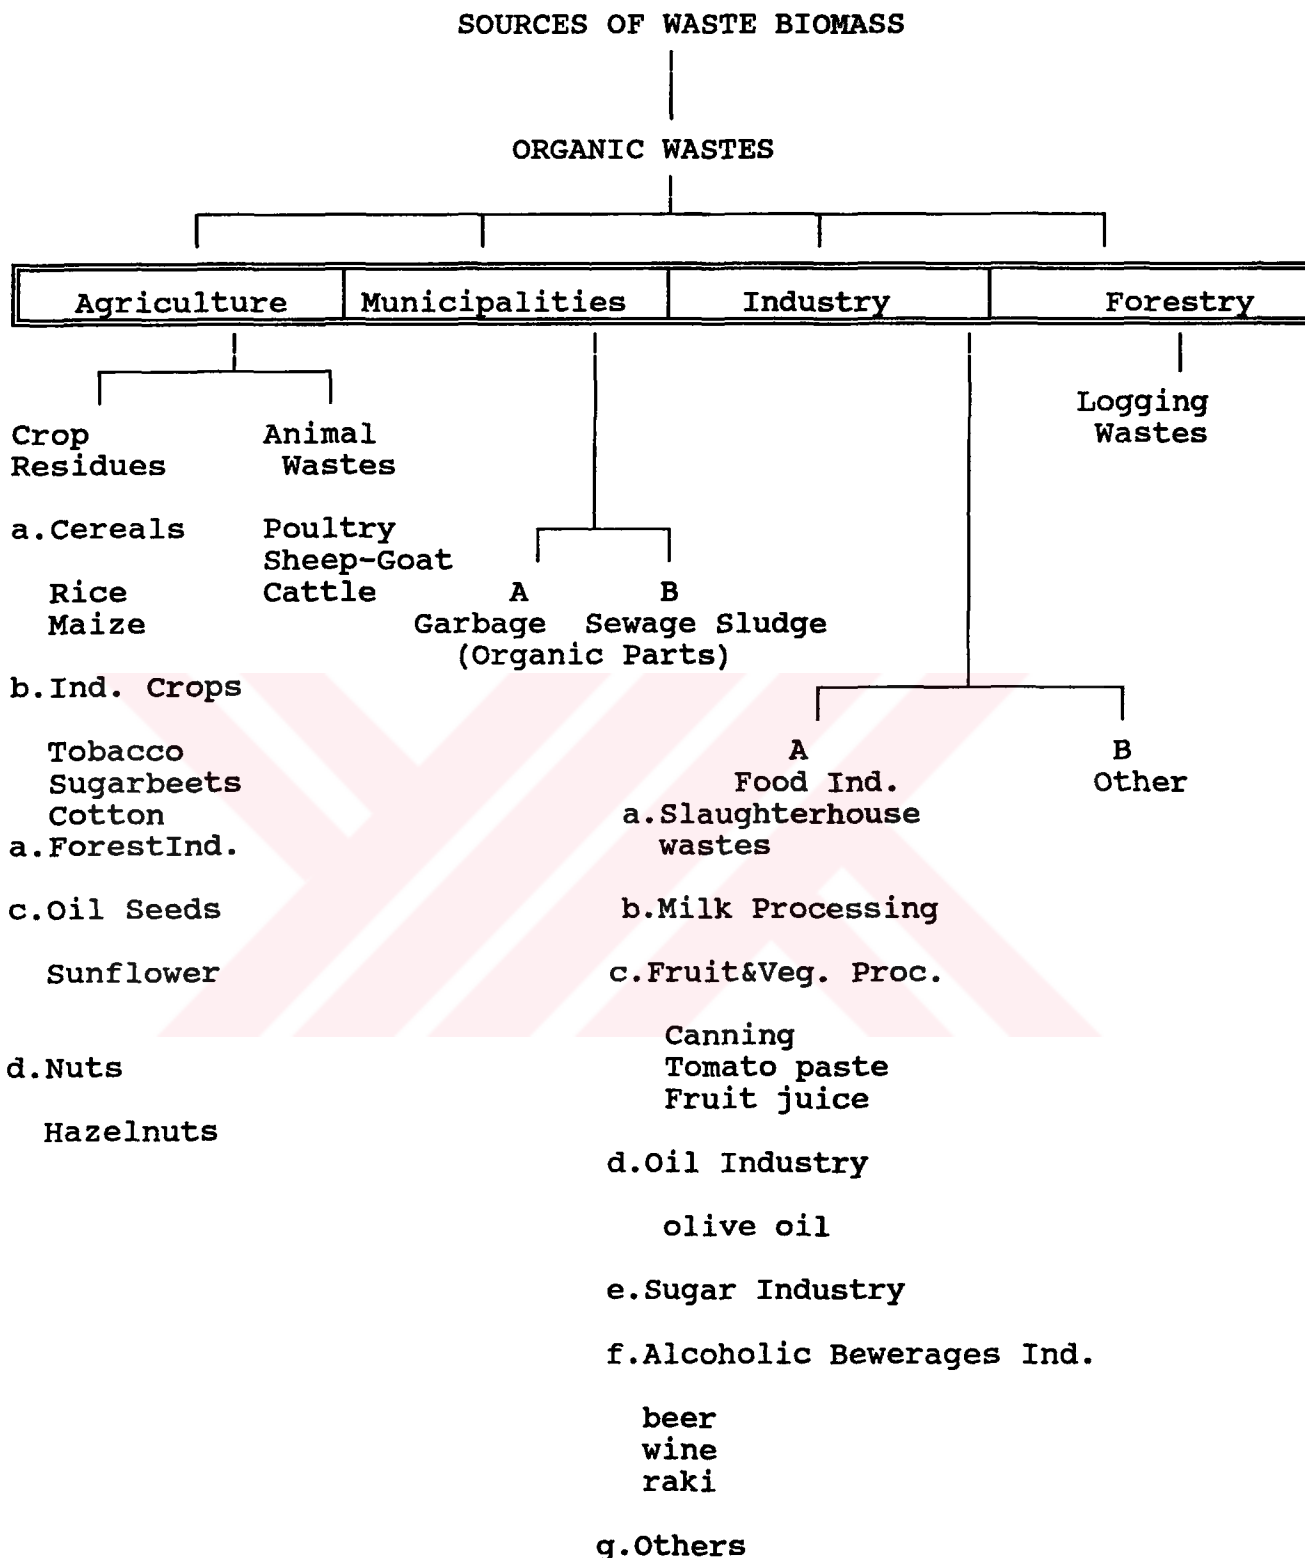 SOURCES OF WASTE BIOMASS
ORGANIC WASTES
Agriculture Municipalities Industry Forestry
Crop
Residues
a.Cereals
Rice
Maize
b.Ind. Crops
Tobacco
Sugarbeets
Cotton
a.ForestInd.
c.Oil Seeds
Sunflower
d.Nuts
Hazelnuts
Animal
Wastes
Poultry
Sheep-Goat
Cattle
A
Garbage
B
Sewage Sludge
(Organic Parts)
A
Food Ind.
a.Slaughterhouse
wastes
b.Milk Processing
c.Fruit&Veg. Proc.
Canning
Tomato paste
Fruit juice
d.Oil Industry
olive oil
e.Sugar Industry
f.Alcoholic Bewerages Ind.
beer
wine
raki
g.Others
B
Other
Logging
Wastes